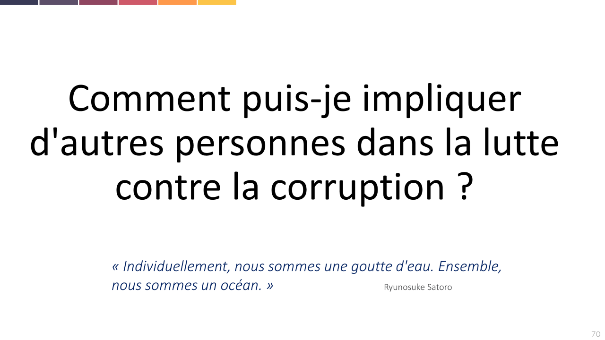 Comment puis-je impliquer
d'autres personnes dans la lutte
contre la corruption ?
« Individuellement, nous sommes une goutte d'eau. Ensemble,
nous sommes un océan. »
Ryunosuke Satoro
70